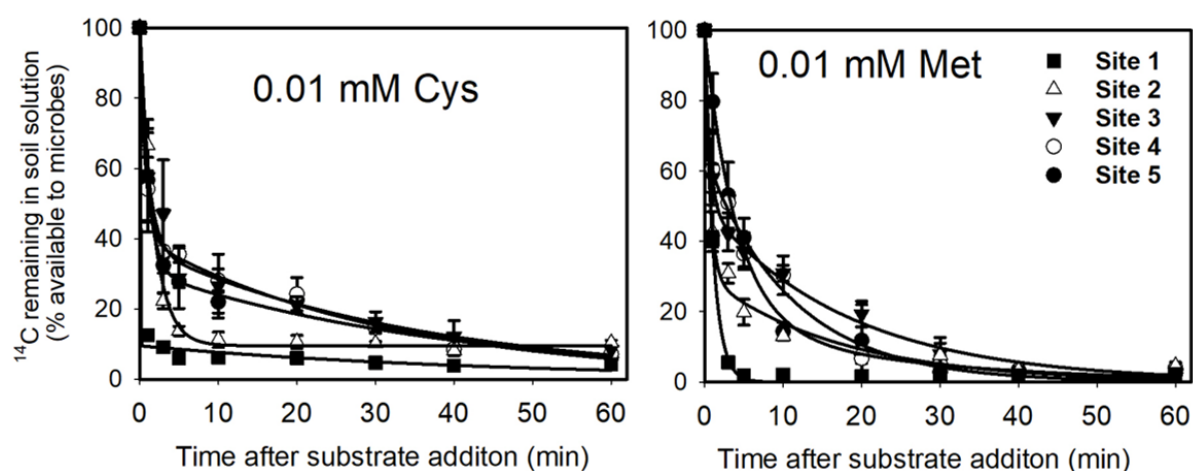 ¹⁴C remaining in soil solution
(% available to microbes)
100
80
60
40
20
0
0.01 mM Cys
0 10 20 30 40 50 60
Time after substrate additon (min)
100
80
60
40
20
0
0.01 mM Met
Site 1
Site 2
Site 3
Site 4
Site 5
0 10 20 30 40 50 60
Time after substrate additon (min)